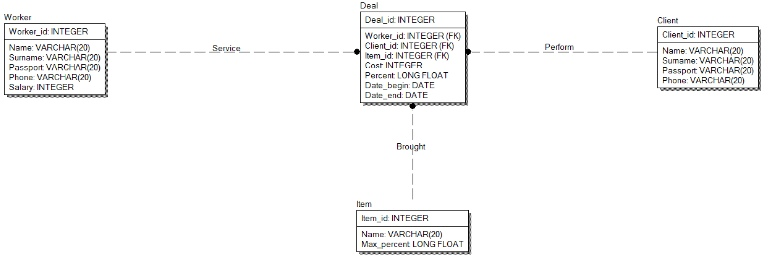 Worker
Worker_id: INTEGER
Name: VARCHAR(20)
Surname: VARCHAR(20)
Passport: VARCHAR(20)
Phone: VARCHAR(20)
Salary: INTEGER
Service
Deal
Deal_id: INTEGER
Worker_id: INTEGER (FK)
Client_id: INTEGER (FK)
Item_id: INTEGER (FK)
Cost: INTEGER
Percent: LONG FLOAT
Date_begin: DATE
Date_end: DATE
Perform
Client
Client_id: INTEGER
Name: VARCHAR(20)
Surname: VARCHAR(20)
Passport: VARCHAR(20)
Phone: VARCHAR(20)
Brought
Item
Item_id: INTEGER
Name: VARCHAR(20)
Max_percent: LONG FLOAT